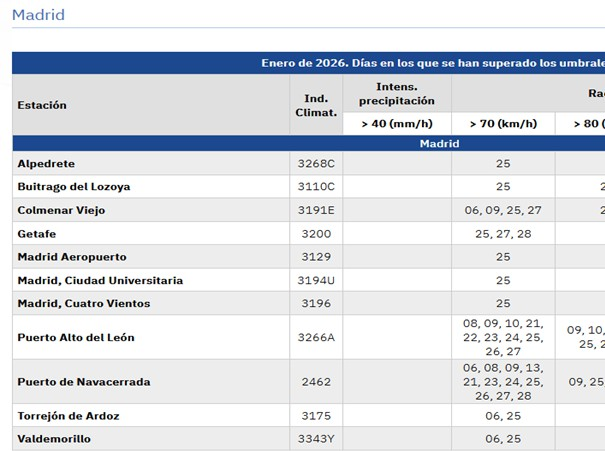 Madrid
Enero de 2026. Días en los que se han superado los
Estación
Ind. Climat.
Intens. precipitación
> 40 (mm/h)
> 70 (km/h)
> 80
Madrid
Alpedrete 3268C 25
Buitrago del Lozoya 3110C 25
Colmenar Viejo 3191E 06, 09, 25, 27
Getafe 3200 25, 27, 28
Madrid Aeropuerto 3129 25
Madrid, Ciudad Universitaria 3194U 25
Madrid, Cuatro Vientos 3196 25
Puerto Alto del León 3266A 08, 09, 10, 21, 09, 10,
22, 23, 24, 25, 25,
26, 27
Puerto de Navacerrada 2462 06, 08, 09, 13,
21, 23, 24, 25, 09, 25
26, 27, 28
Torrejón de Ardoz 3175 06, 25
Valdemorillo 3343Y 06, 25